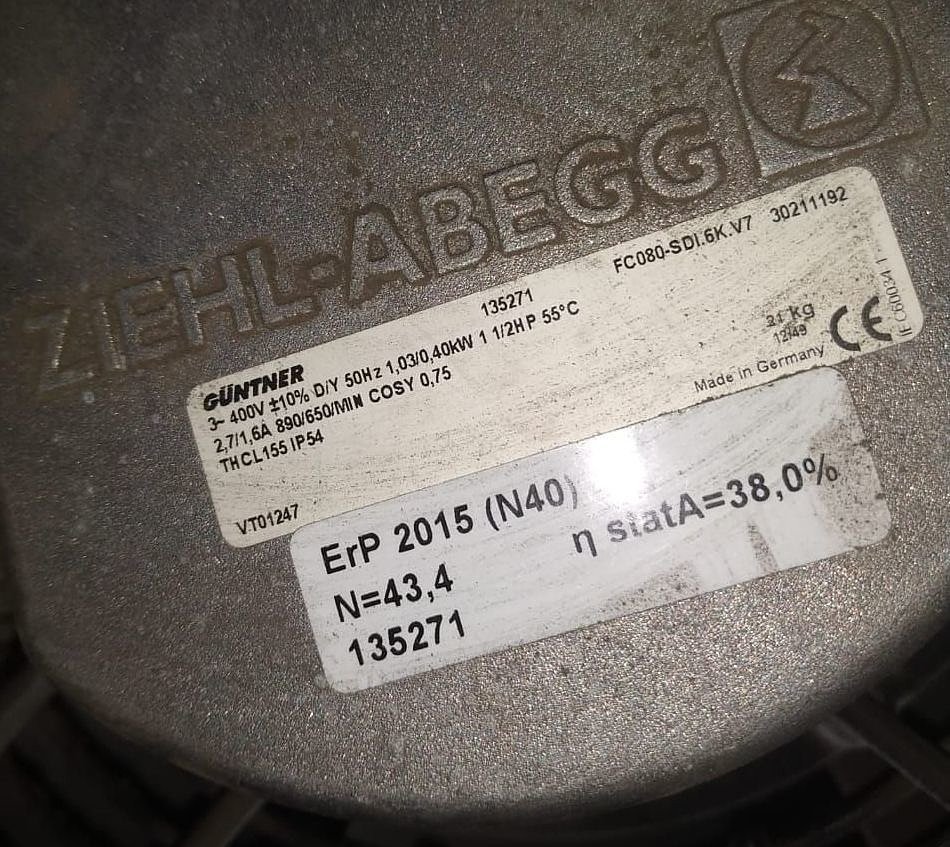 ZIEHL-ABEGG
GÜNTNER 135271 FC080-SDI.6K.V7 30211192
3~ 400V ±10% D/Y 50Hz 1,03/0,40kW 1 1/2HP 55°C
2,7/1,6A 890/650/MIN COSY 0,75
THCL155 IP54
21 kg
12/49
VT01247 Made in Germany CE
ErP 2015 (N40) η statA=38,0%
N=43,4
135271